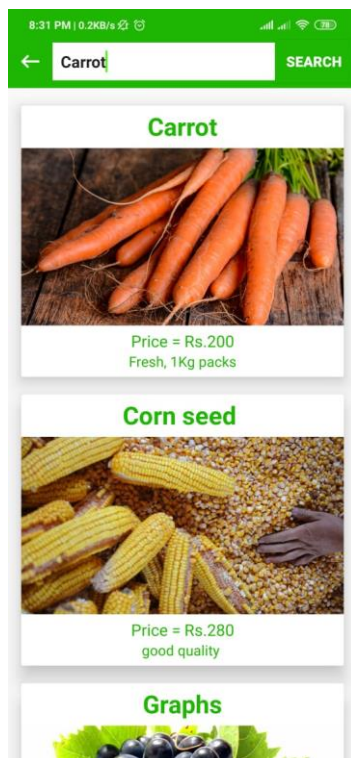 8:31 PM | 0.2KB/s
78
Carrot
SEARCH
Carrot
Price = Rs.200
Fresh, 1Kg packs
Corn seed
Price = Rs.280
good quality
Graphs